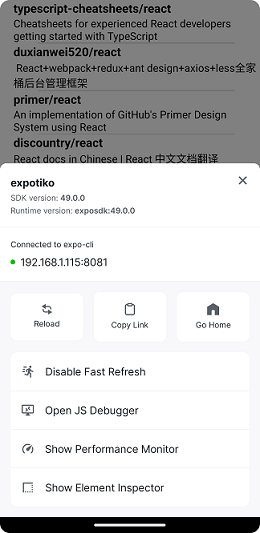 typescript-cheatsheets/react
Cheatsheets for experienced React developers
getting started with TypeScript
duxianwei520/react
React+webpack+redux+ant design+axios+less全家
桶后台管理框架
primer/react
An implementation of GitHub's Primer Design
System using React
discountry/react
React docs in Chinese | React 中文文档翻译
expotiko
SDK version: 49.0.0
Runtime version: exposdk:49.0.0
Connected to expo-cli
192.168.1.115:8081
Reload
Copy Link
Go Home
Disable Fast Refresh
Open JS Debugger
Show Performance Monitor
Show Element Inspector